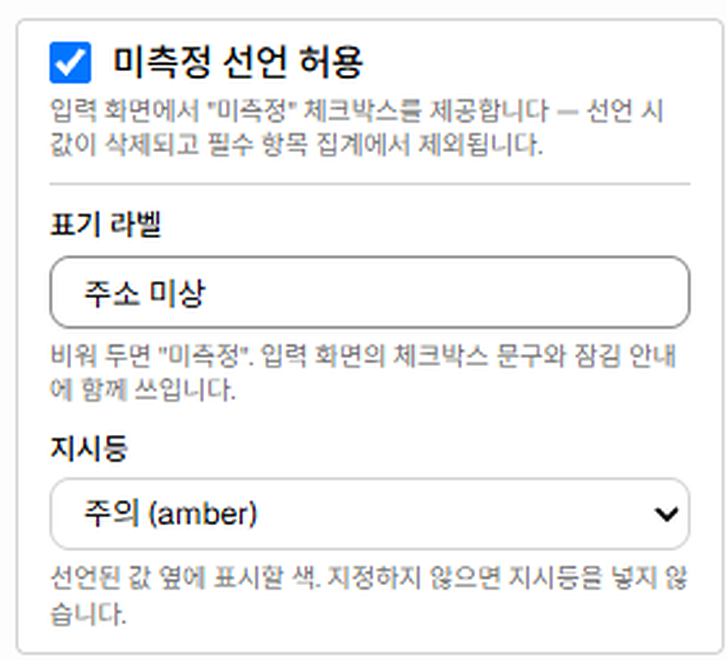 미측정 선언 허용
입력 화면에서 "미측정" 체크박스를 제공합니다 — 선언 시
값이 삭제되고 필수 항목 집계에서 제외됩니다.
표기 라벨
주소 미상
비워 두면 "미측정". 입력 화면의 체크박스 문구와 잠김 안내
에 함께 쓰입니다.
지시등
주의 (amber)
선언된 값 옆에 표시할 색. 지정하지 않으면 지시등을 넣지 않
습니다.